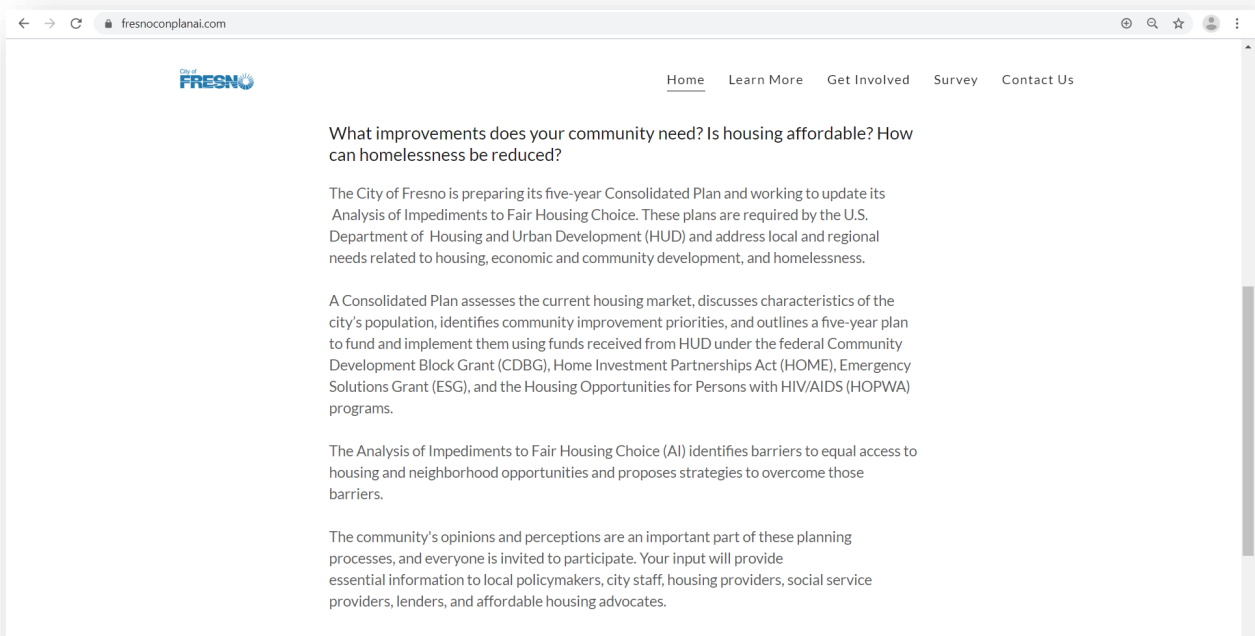 fresnoconplanai.com
City of
FRESNO
Home Learn More Get Involved Survey Contact Us
What improvements does your community need? Is housing affordable? How
can homelessness be reduced?
The City of Fresno is preparing its five-year Consolidated Plan and working to update its
Analysis of Impediments to Fair Housing Choice. These plans are required by the U.S.
Department of Housing and Urban Development (HUD) and address local and regional
needs related to housing, economic and community development, and homelessness.
A Consolidated Plan assesses the current housing market, discusses characteristics of the
city's population, identifies community improvement priorities, and outlines a five-year plan
to fund and implement them using funds received from HUD under the federal Community
Development Block Grant (CDBG), Home Investment Partnerships Act (HOME), Emergency
Solutions Grant (ESG), and the Housing Opportunities for Persons with HIV/AIDS (HOPWA)
programs.
The Analysis of Impediments to Fair Housing Choice (AI) identifies barriers to equal access to
housing and neighborhood opportunities and proposes strategies to overcome those
barriers.
The community's opinions and perceptions are an important part of these planning
processes, and everyone is invited to participate. Your input will provide
essential information to local policymakers, city staff, housing providers, social service
providers, lenders, and affordable housing advocates.